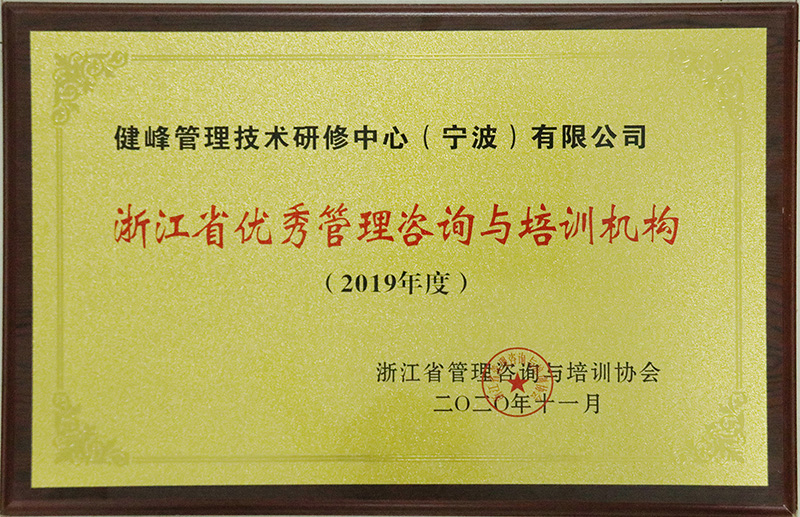 健峰管理技术研修中心（宁波）有限公司
浙江省优秀管理咨询与培训机构
（2019年度）
浙江省管理咨询与培训协会
二〇二〇年十一月